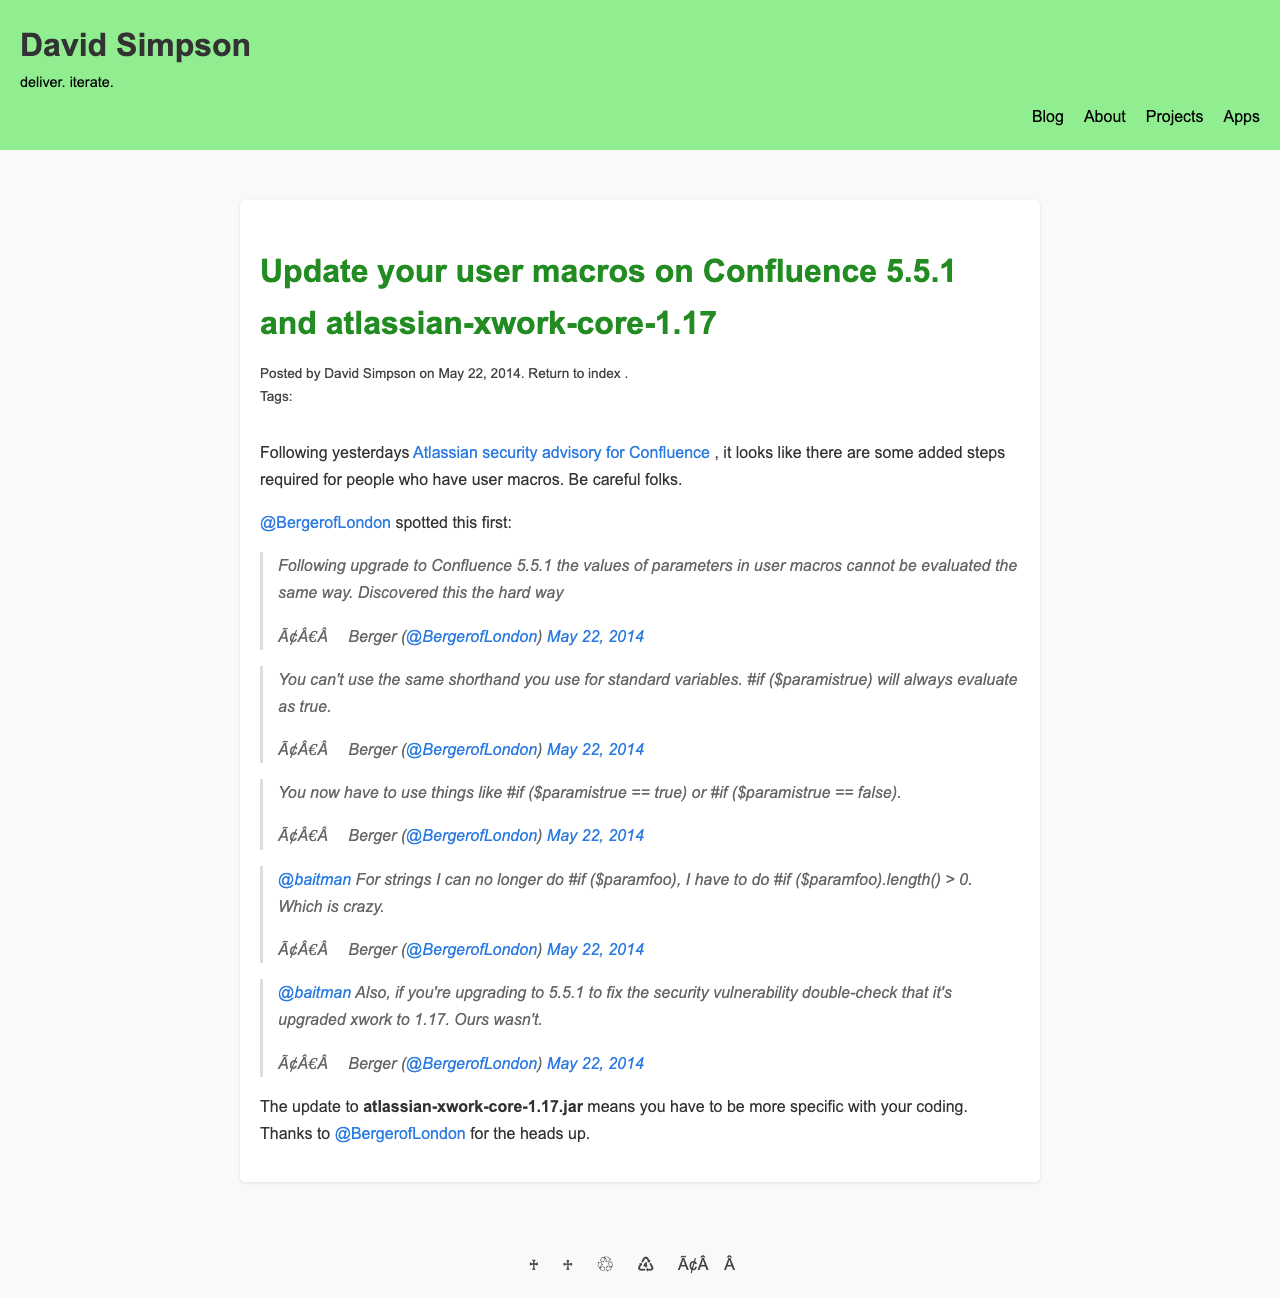 David Simpson
deliver. iterate.
Blog About Projects Apps
Update your user macros on Confluence 5.5.1
and atlassian-xwork-core-1.17
Posted by David Simpson on May 22, 2014. Return to index .
Tags:
Following yesterdays Atlassian security advisory for Confluence , it looks like there are some added steps
required for people who have user macros. Be careful folks.
@BergerofLondon spotted this first:
Following upgrade to Confluence 5.5.1 the values of parameters in user macros cannot be evaluated the
same way. Discovered this the hard way
Ã¢Â€Â Berger (@BergerofLondon) May 22, 2014
You can't use the same shorthand you use for standard variables. #if ($paramistrue) will always evaluate
as true.
Ã¢Â€Â Berger (@BergerofLondon) May 22, 2014
You now have to use things like #if ($paramistrue == true) or #if ($paramistrue == false).
Ã¢Â€Â Berger (@BergerofLondon) May 22, 2014
@baitman For strings I can no longer do #if ($paramfoo), I have to do #if ($paramfoo).length() > 0.
Which is crazy.
Ã¢Â€Â Berger (@BergerofLondon) May 22, 2014
@baitman Also, if you're upgrading to 5.5.1 to fix the security vulnerability double-check that it's
upgraded xwork to 1.17. Ours wasn't.
Ã¢Â€Â Berger (@BergerofLondon) May 22, 2014
The update to atlassian-xwork-core-1.17.jar means you have to be more specific with your coding.
Thanks to @BergerofLondon for the heads up.
♰ ♱ ♲ ♻ Ã¢Â Â